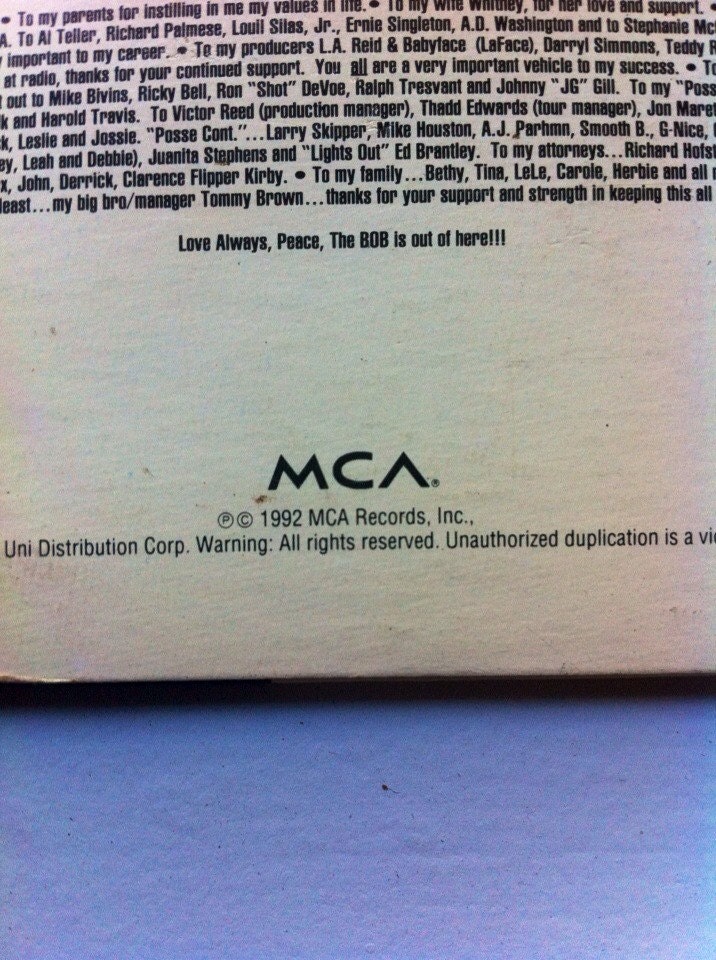 • To my parents for instilling in me my values in life. • To my wife Whitney, for her love and support. •
A. To Al Teller, Richard Palmese, Louil Silas, Jr., Ernie Singleton, A.D. Washington and to Stephanie McC
important to my career. • To my producers L.A. Reid & Babyface (LaFace), Darryl Simmons, Teddy R
at radio, thanks for your continued support. You all are a very important vehicle to my success. • To
out to Mike Bivins, Ricky Bell, Ron "Shot" DeVoe, Ralph Tresvant and Johnny "JG" Gill. To my "Poss
k and Harold Travis. To Victor Reed (production manager), Thadd Edwards (tour manager), Jon Maret
k, Leslie and Jossie. "Posse Cont."...Larry Skipper, Mike Houston, A.J. Parhmn, Smooth B., G-Nice,
ey, Leah and Debbie), Juanita Stephens and "Lights Out" Ed Brantley. To my attorneys...Richard Hofst
x, John, Derrick, Clarence Flipper Kirby. • To my family...Bethy, Tina, LeLe, Carole, Herbie and all
least...my big bro/manager Tommy Brown...thanks for your support and strength in keeping this all
Love Always, Peace, The BOB is out of here!!!
MCA®
℗© 1992 MCA Records, Inc.,
Uni Distribution Corp. Warning: All rights reserved. Unauthorized duplication is a vi